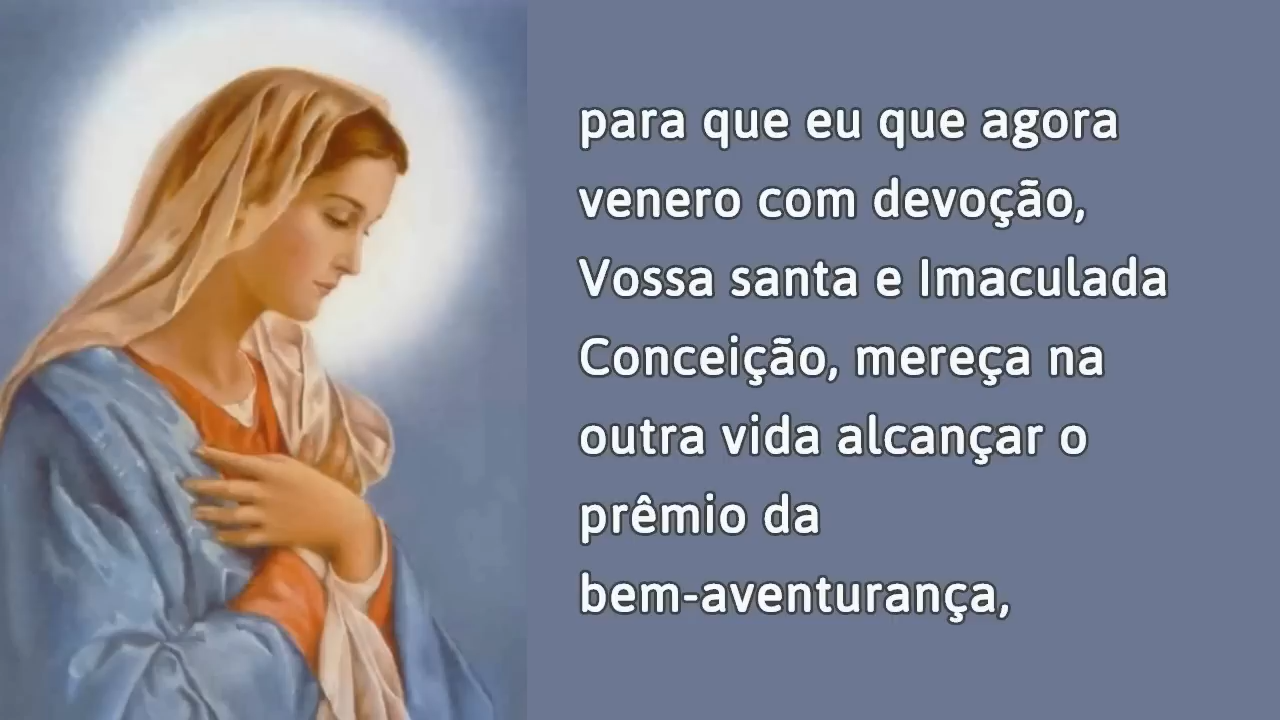 para que eu que agora
venero com devoção,
Vossa santa e Imaculada
Conceição, mereça na
outra vida alcançar o
prêmio da
bem-aventurança,